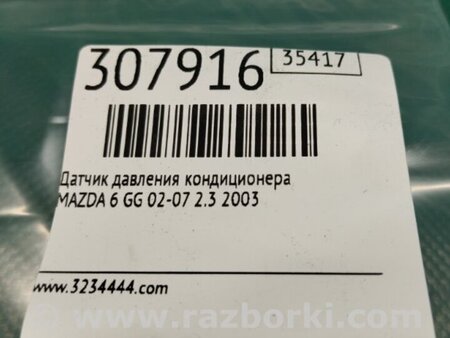 307916 35417
Датчик давления кондиционера
MAZDA 6 GG 02-07 2.3 2003
www.3234444.com
© www.razborki.com